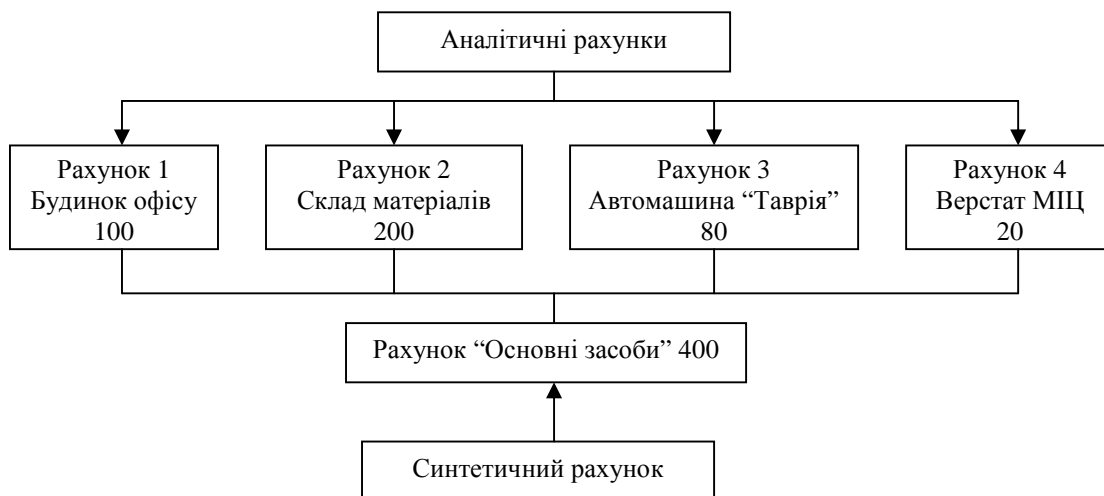 Аналітичні рахунки
Рахунок 1
Будинок офісу
100
Рахунок 2
Склад матеріалів
200
Рахунок 3
Автомашина “Таврія”
80
Рахунок 4
Верстат МІЦ
20
Рахунок “Основні засоби” 400
Синтетичний рахунок